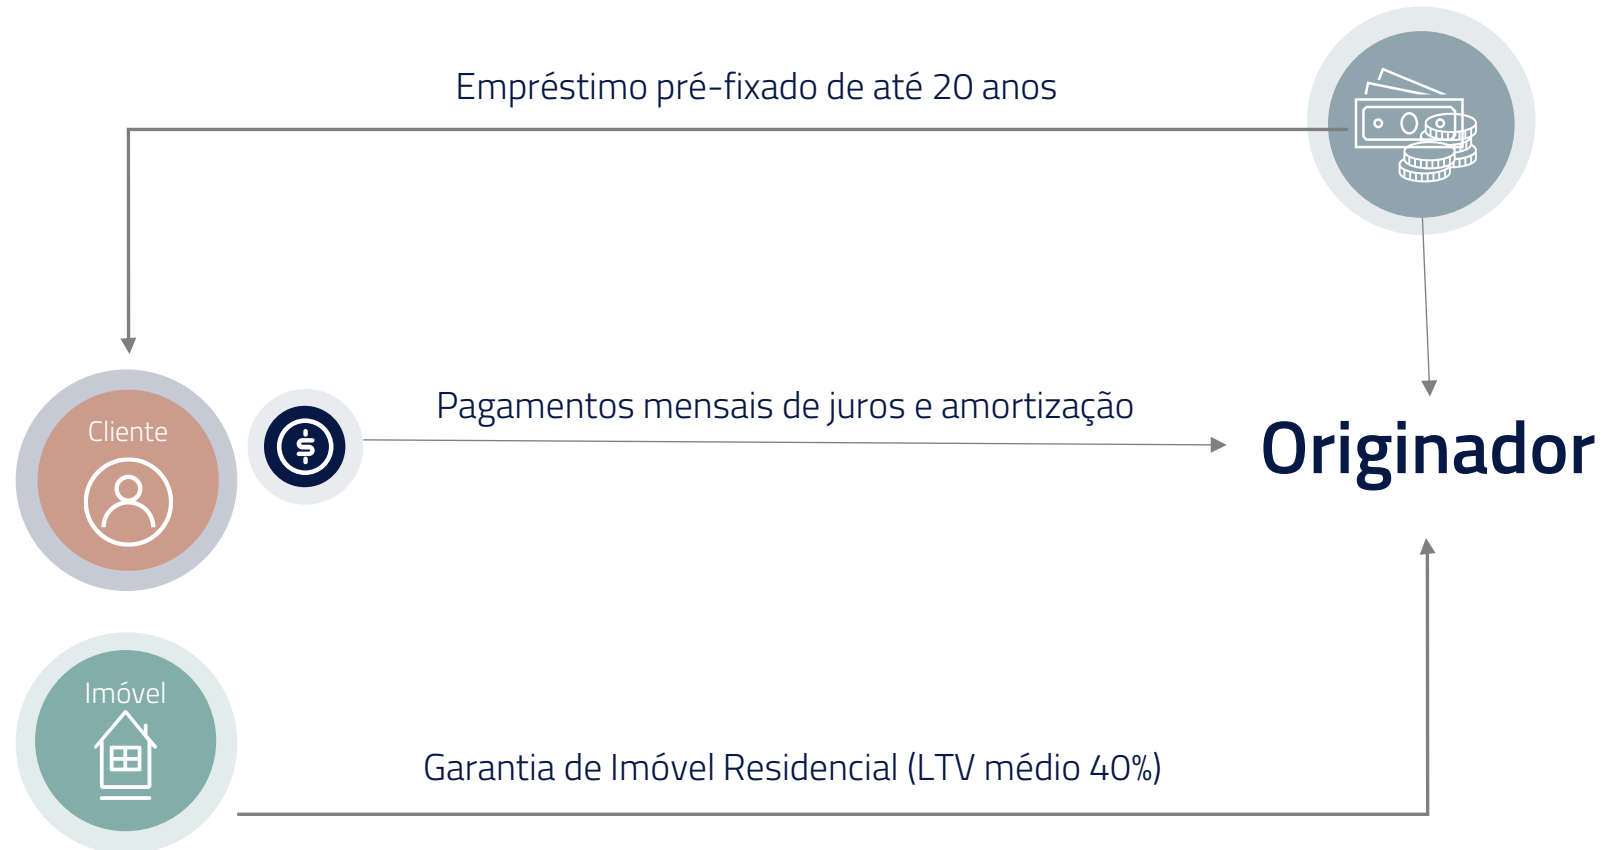 Empréstimo pré-fixado de até 20 anos
Cliente
$
Pagamentos mensais de juros e amortização
Originador
Imóvel
Garantia de Imóvel Residencial (LTV médio 40%)